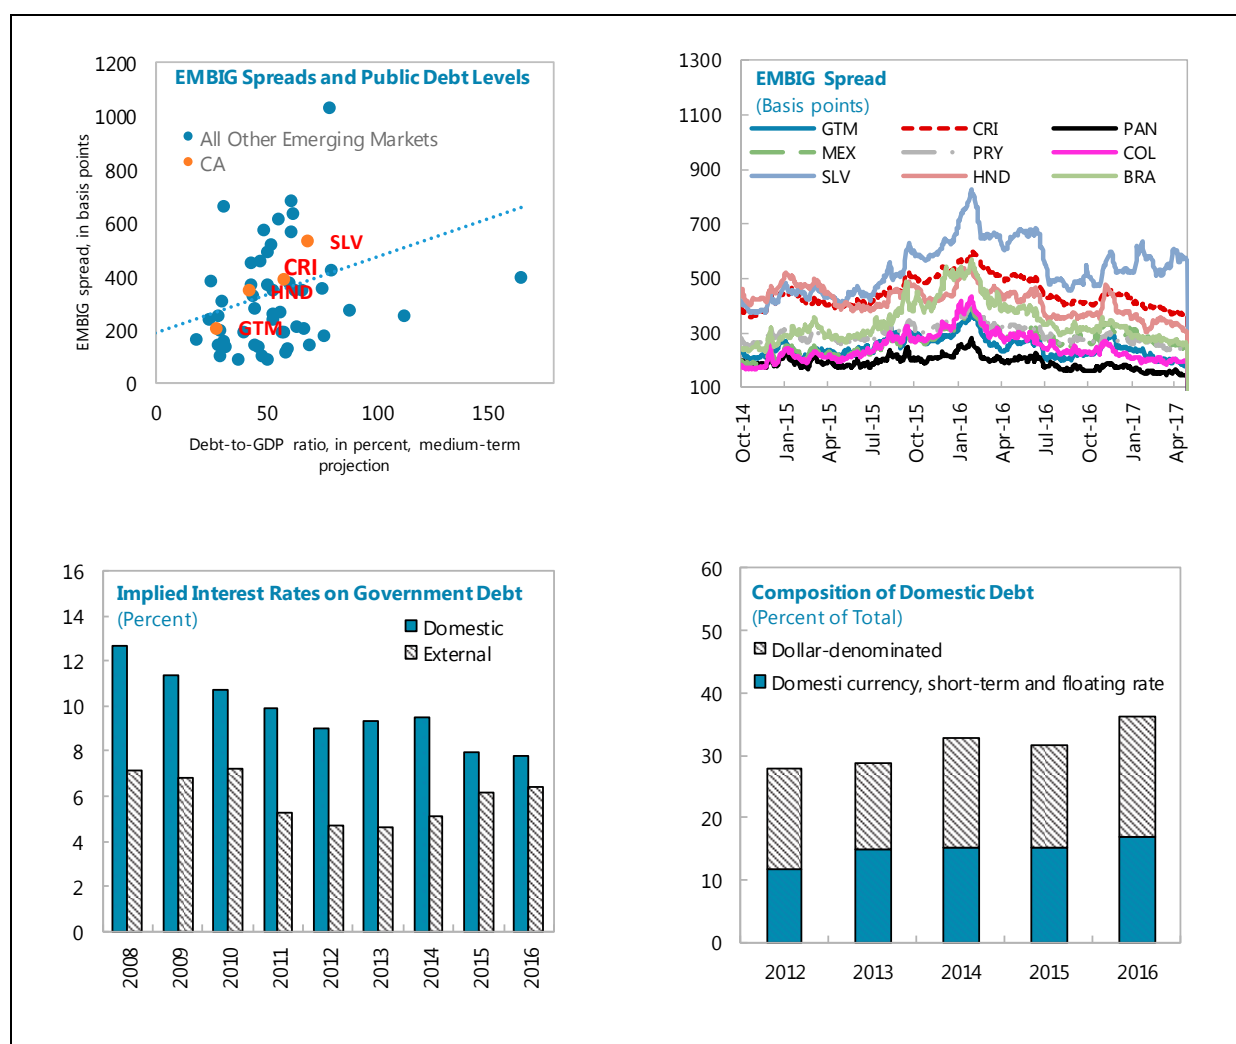 EMBIG Spreads and Public Debt Levels
EMBIG spread, in basis points
1200
1000
800
600
400
200
0
All Other Emerging Markets
CA
SLV
CRI
HND
GTM
0 50 100 150
Debt-to-GDP ratio, in percent, medium-term
projection
EMBIG Spread
(Basis points)
1300
1100
900
700
500
300
100
GTM CRI PAN
MEX PRY COL
SLV HND BRA
Oct-14 Jan-15 Apr-15 Jul-15 Oct-15 Jan-16 Apr-16 Jul-16 Oct-16 Jan-17 Apr-17
Implied Interest Rates on Government Debt
(Percent)
16
14
12
10
8
6
4
2
0
Domestic
External
2008 2009 2010 2011 2012 2013 2014 2015 2016
Composition of Domestic Debt
(Percent of Total)
60
50
40
30
20
10
0
Dollar-denominated
Domesti currency, short-term and floating rate
2012 2013 2014 2015 2016